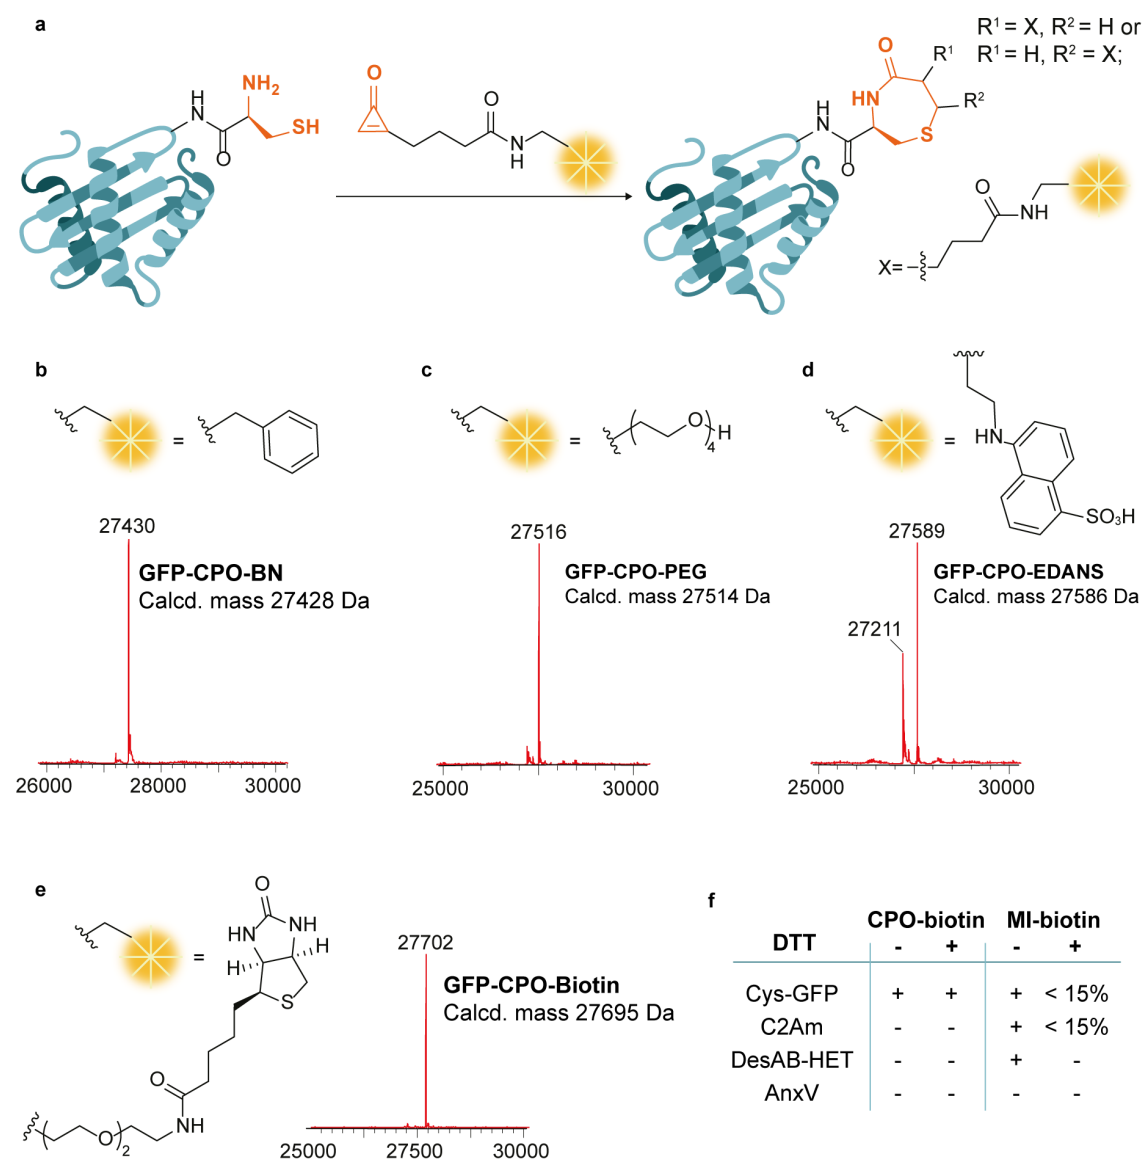 a
R¹ = X, R² = H or
R¹ = H, R² = X;
NH₂
H
N
O
SH
O
O
N
H
O
R¹
HN
R²
H
N
S
O
O
NH
X=
b
=
27430
GFP-CPO-BN
Calcd. mass 27428 Da
26000 28000 30000
c
=
O
H
4
27516
GFP-CPO-PEG
Calcd. mass 27514 Da
25000 30000
d
=
HN
SO₃H
27589
GFP-CPO-EDANS
Calcd. mass 27586 Da
27211
25000 30000
e
=
O
HN NH
H H
S
O
NH
O
2
27702
GFP-CPO-Biotin
Calcd. mass 27695 Da
25000 27500 30000
f
CPO-biotin MI-biotin
DTT - + - +
Cys-GFP + + + < 15%
C2Am - - + < 15%
DesAB-HET - - + -
AnxV - - - -